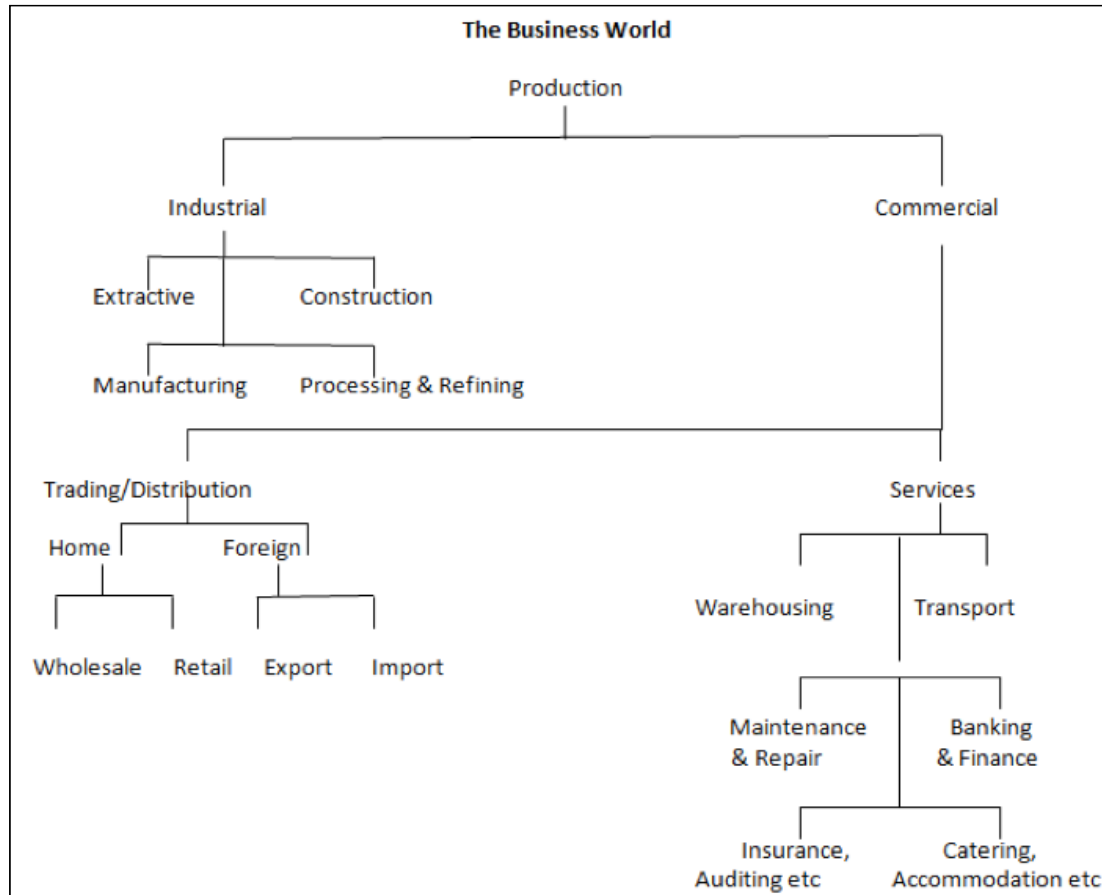 The Business World
Production
Industrial
Commercial
Extractive
Construction
Manufacturing
Processing & Refining
Trading/Distribution
Services
Home
Foreign
Warehousing
Transport
Wholesale
Retail
Export
Import
Maintenance
& Repair
Banking
& Finance
Insurance,
Auditing etc
Catering,
Accommodation etc